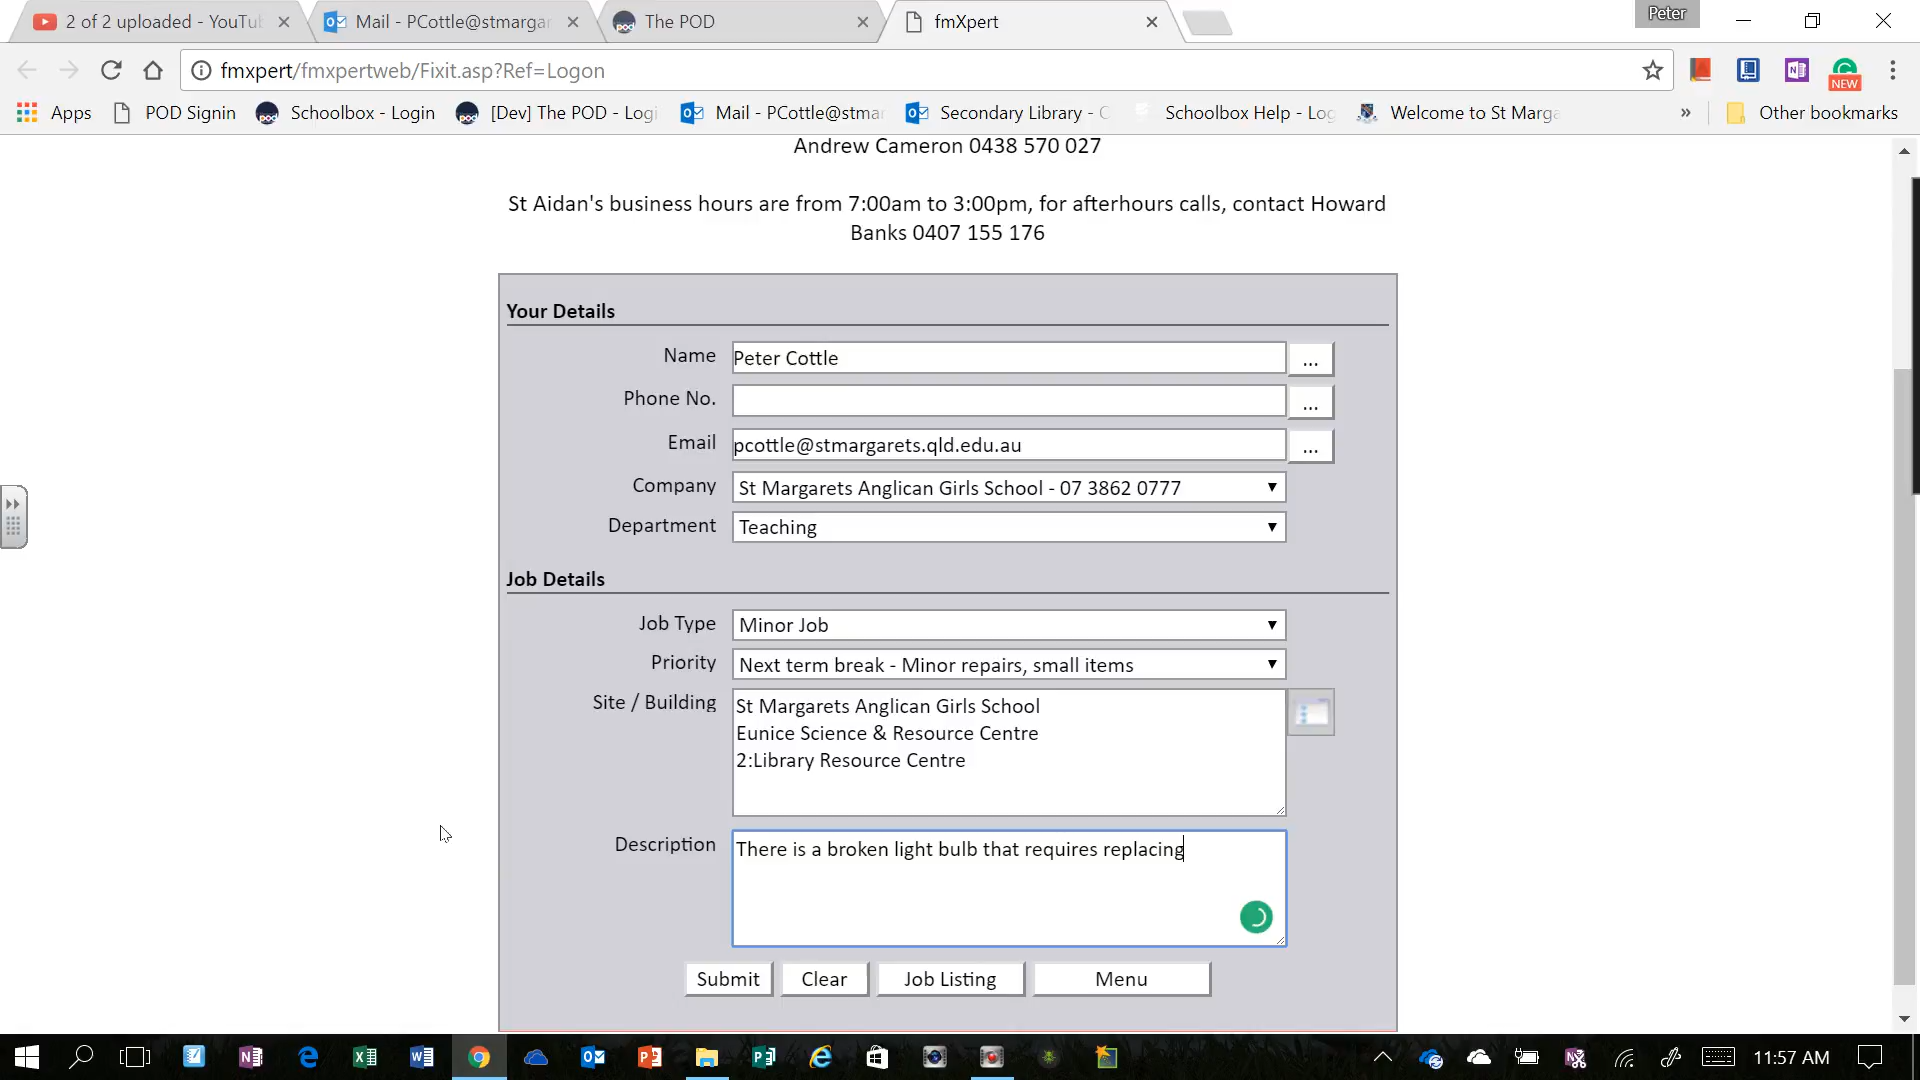 2 of 2 uploaded - YouTu
Mail - PCottle@stmargar
The POD
fmXpert
Peter
fmxpert/fmxpertweb/Fixit.asp?Ref=Logon
NEW
Apps
POD Signin
Schoolbox - Login
[Dev] The POD - Logi
Mail - PCottle@stmar
Secondary Library - C
Schoolbox Help - Log
Welcome to St Marga
»
Other bookmarks
Andrew Cameron 0438 570 027
St Aidan's business hours are from 7:00am to 3:00pm, for afterhours calls, contact Howard
Banks 0407 155 176
Your Details
Name
Peter Cottle
...
Phone No.
...
Email
pcottle@stmargarets.qld.edu.au
...
Company
St Margarets Anglican Girls School - 07 3862 0777
Department
Teaching
Job Details
Job Type
Minor Job
Priority
Next term break - Minor repairs, small items
Site / Building
St Margarets Anglican Girls School
Eunice Science & Resource Centre
2:Library Resource Centre
Description
There is a broken light bulb that requires replacing
Submit
Clear
Job Listing
Menu
11:57 AM